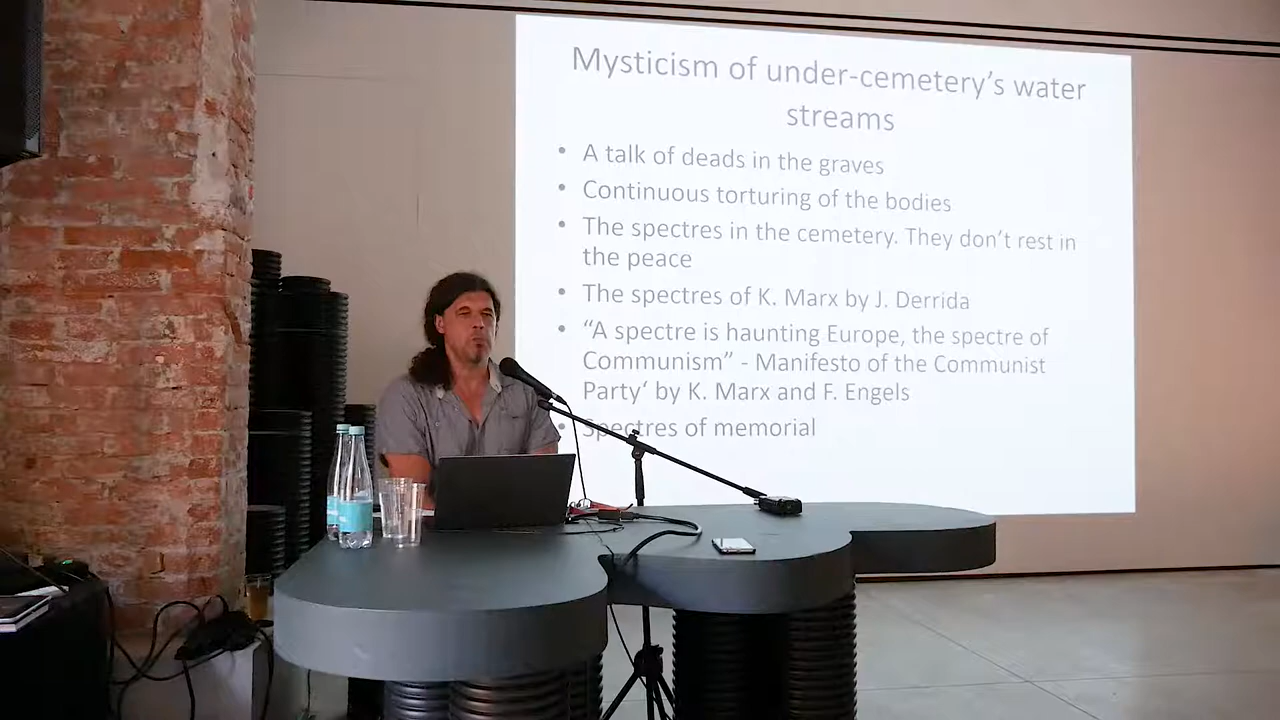 Mysticism of under-cemetery’s water
streams
• A talk of deads in the graves
• Continuous torturing of the bodies
• The spectres in the cemetery. They don’t rest in
the peace
• The spectres of K. Marx by J. Derrida
• “A spectre is haunting Europe, the spectre of
Communism” - Manifesto of the Communist
Party‘ by K. Marx and F. Engels
• Spectres of memorial